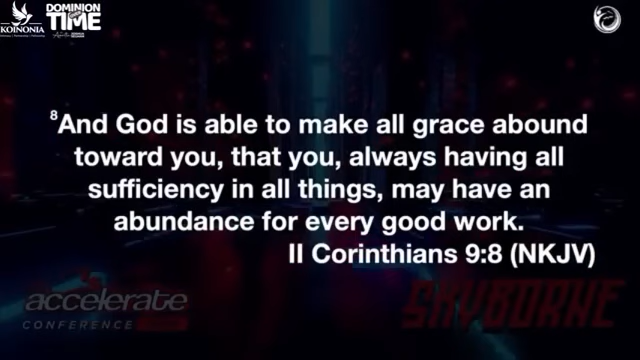 KOINONIA
DOMINION
TIME
⁸And God is able to make all grace abound
toward you, that you, always having all
sufficiency in all things, may have an
abundance for every good work.
II Corinthians 9:8 (NKJV)
accelerate
CONFERENCE
SKYBORNE